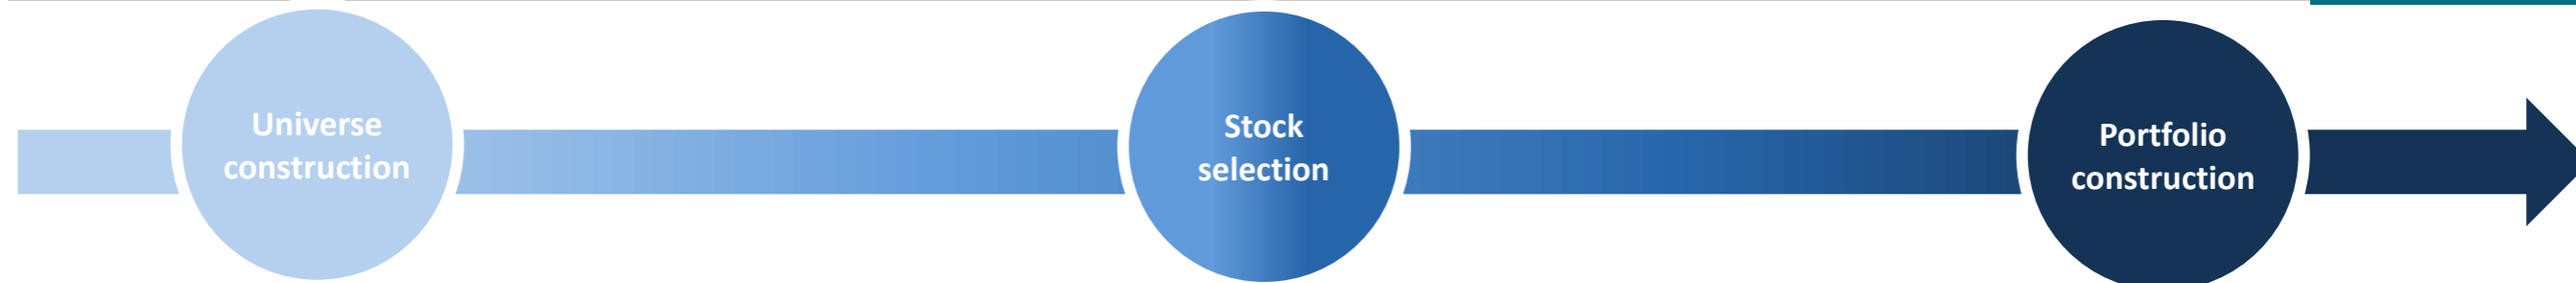 Universe
construction
Stock
selection
Portfolio
construction